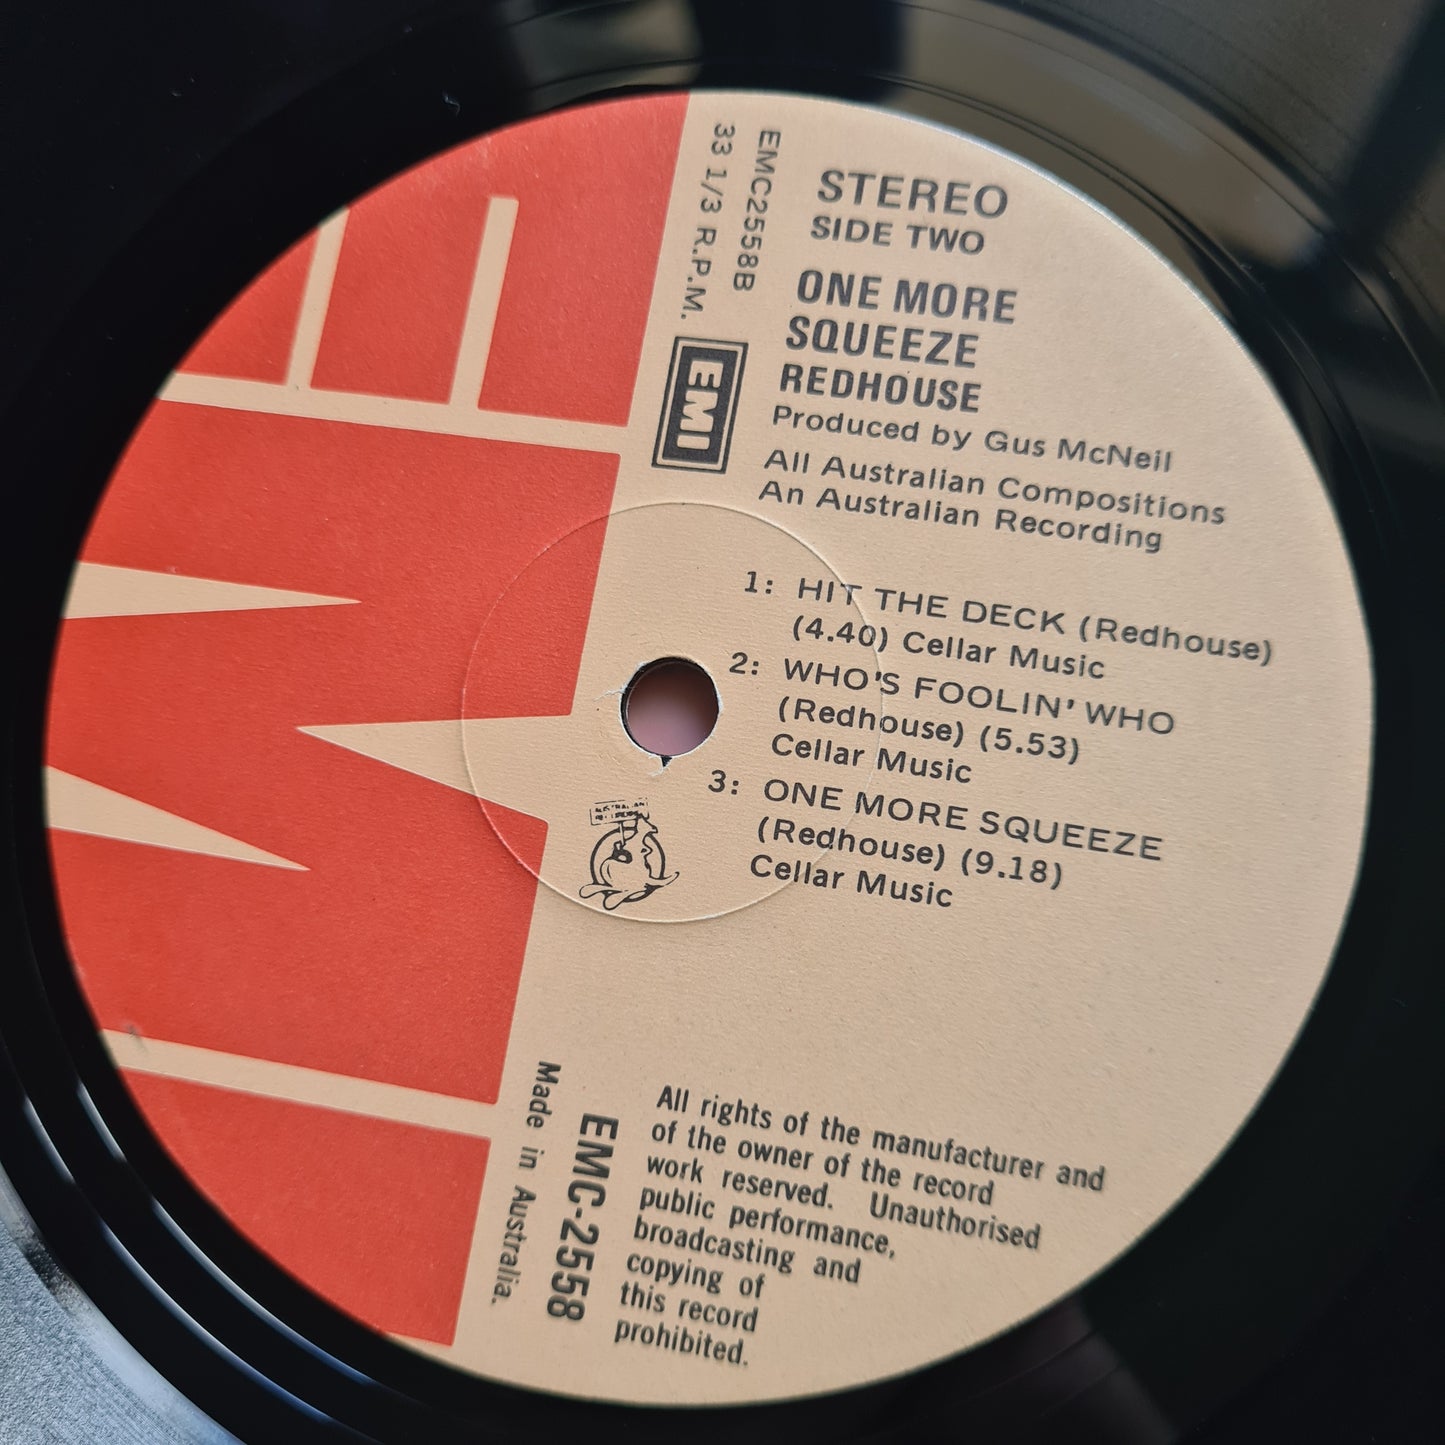 STEREO
SIDE TWO
ONE MORE
SQUEEZE
REDHOUSE
Produced by Gus McNeil
All Australian Compositions
An Australian Recording
EMC2558B
33 1/3 R.P.M.
EMI
1: HIT THE DECK (Redhouse)
(4.40) Cellar Music
2: WHO'S FOOLIN' WHO
(Redhouse) (5.53)
Cellar Music
3: ONE MORE SQUEEZE
(Redhouse) (9.18)
Cellar Music
AUSTRALIAN
All rights of the manufacturer and
of the owner of the record
work reserved. Unauthorised
public performance,
broadcasting and
copying of
this record
prohibited.
EMC-2558
Made in Australia.